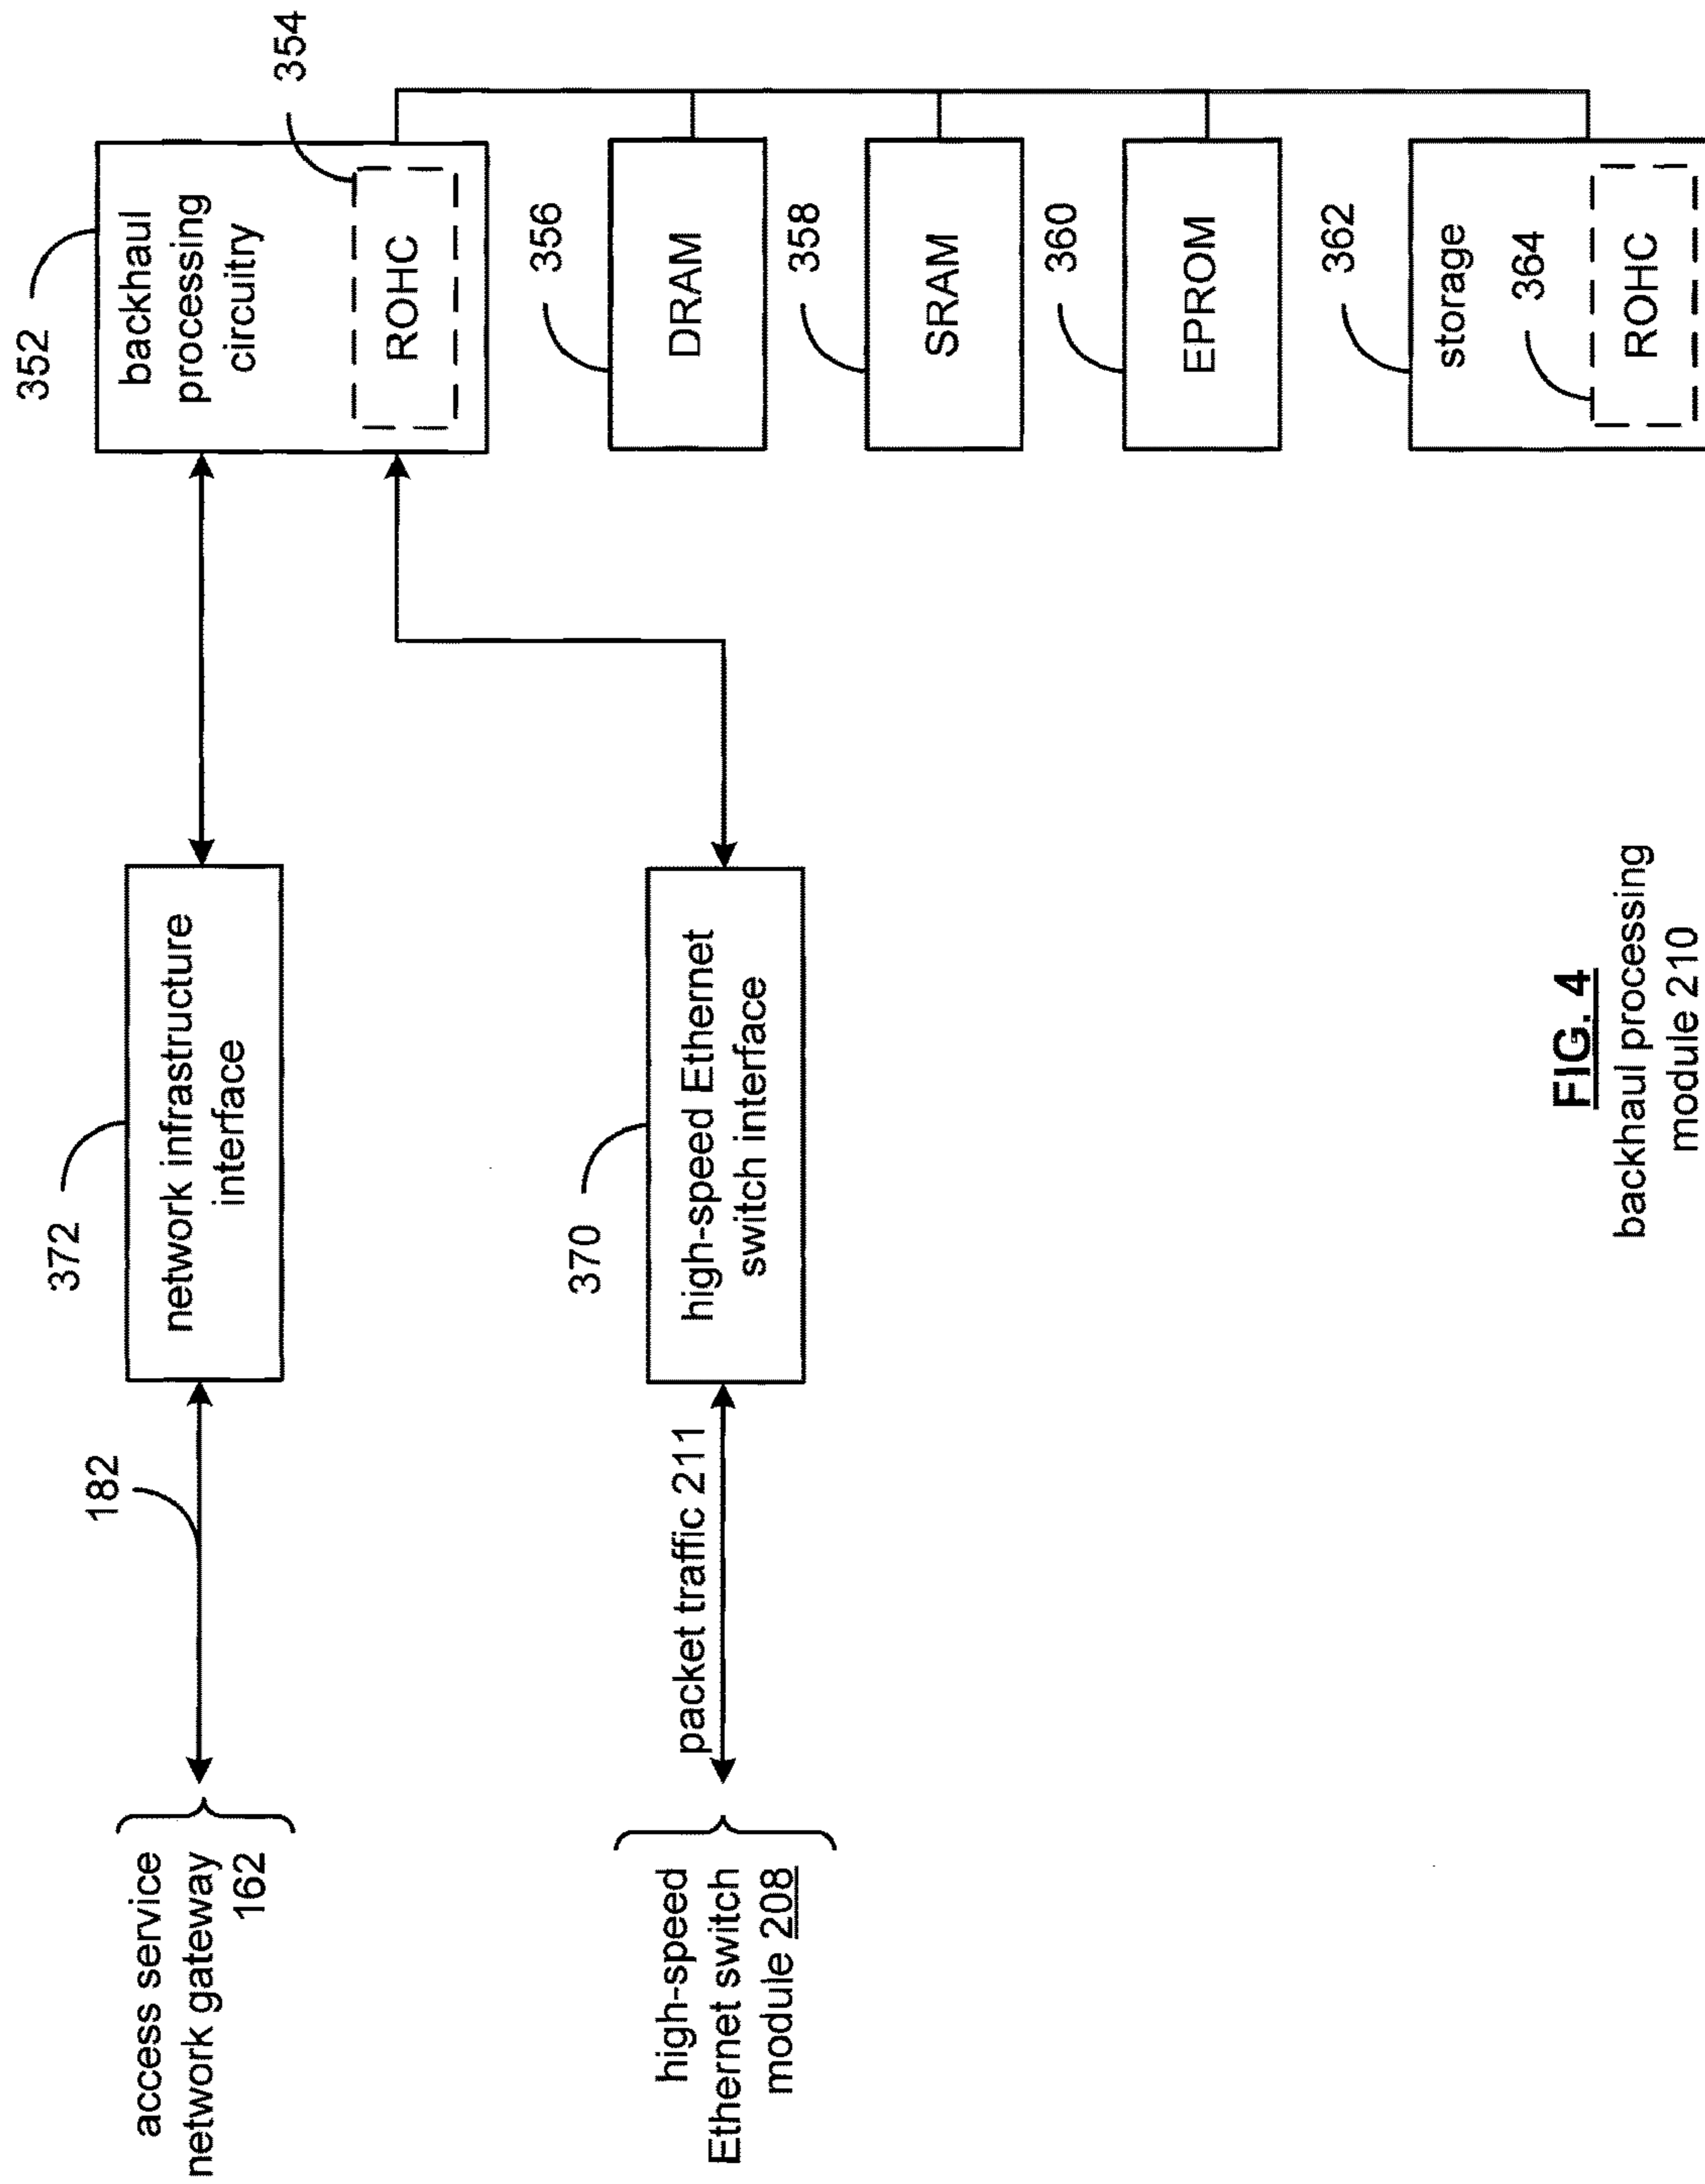 352
backhaul
processing
circuitry
354
ROHC
356
DRAM
358
SRAM
360
EPROM
362
storage
364
ROHC
372
network infrastructure
interface
370
high-speed Ethernet
switch interface
182
packet traffic 211
access service
network gateway
162
high-speed
Ethernet switch
module 208
FIG. 4
backhaul processing
module 210